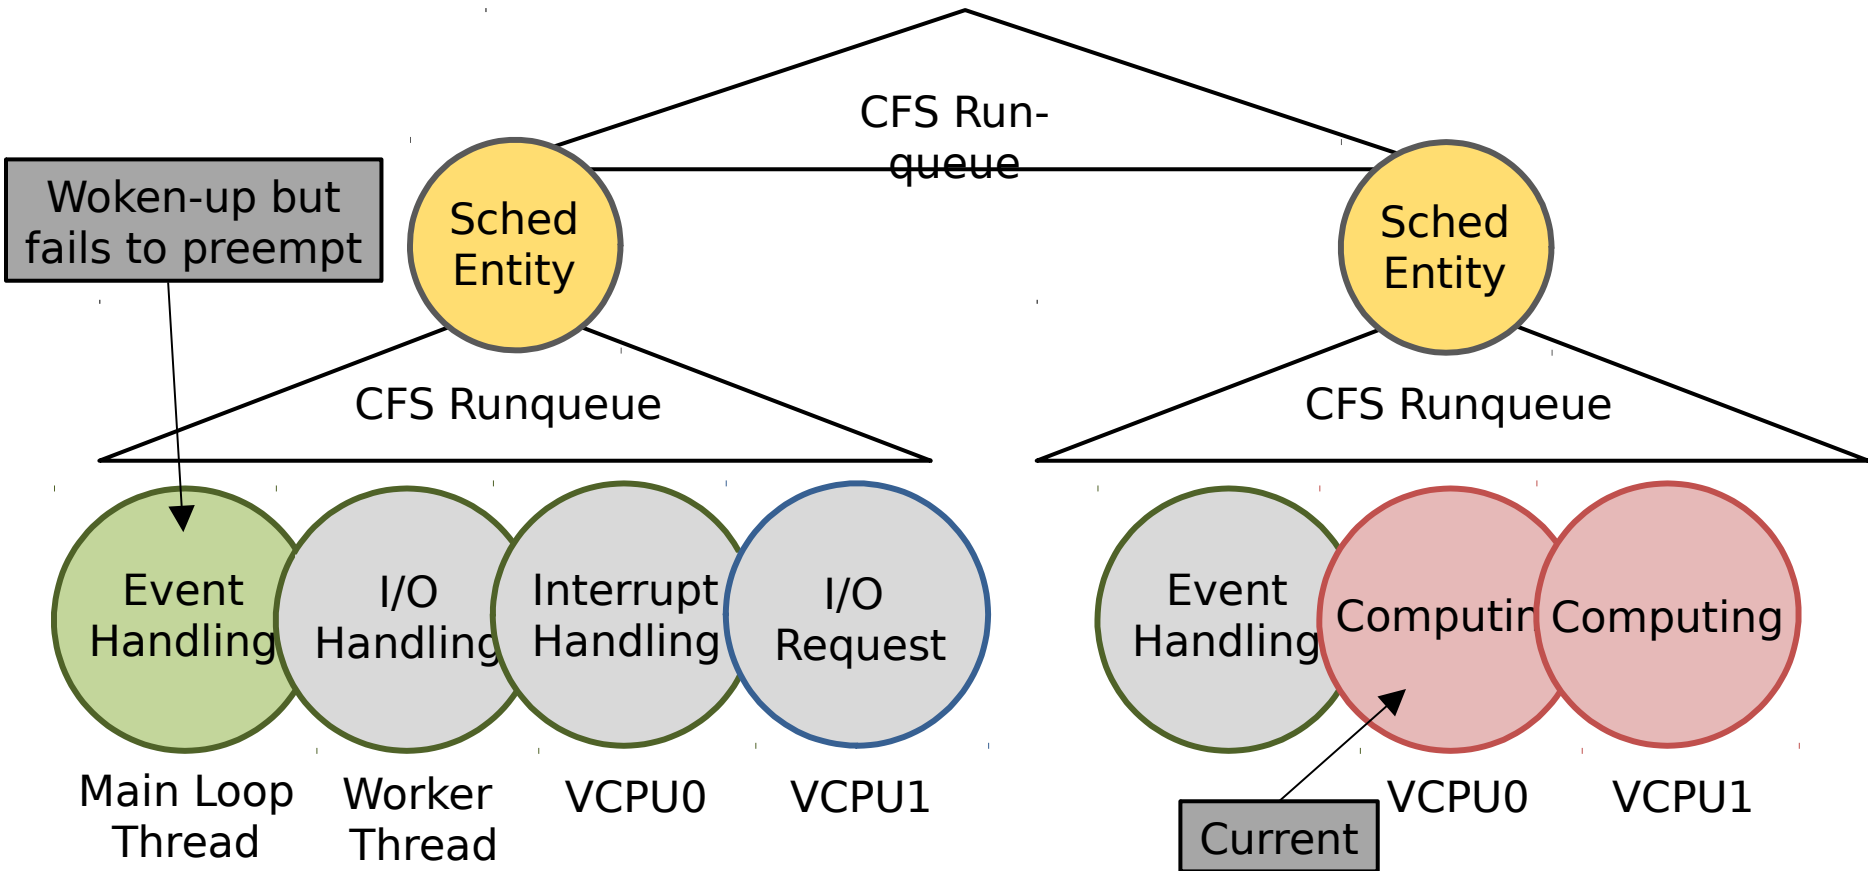 CFS Run-
queue
Woken-up but
fails to preempt
Sched
Entity
Sched
Entity
CFS Runqueue
CFS Runqueue
Event
Handling
I/O
Handling
Interrupt
Handling
I/O
Request
Event
Handling
Computin
Computing
Main Loop
Thread
Worker
Thread
VCPU0
VCPU1
Current
VCPU0
VCPU1